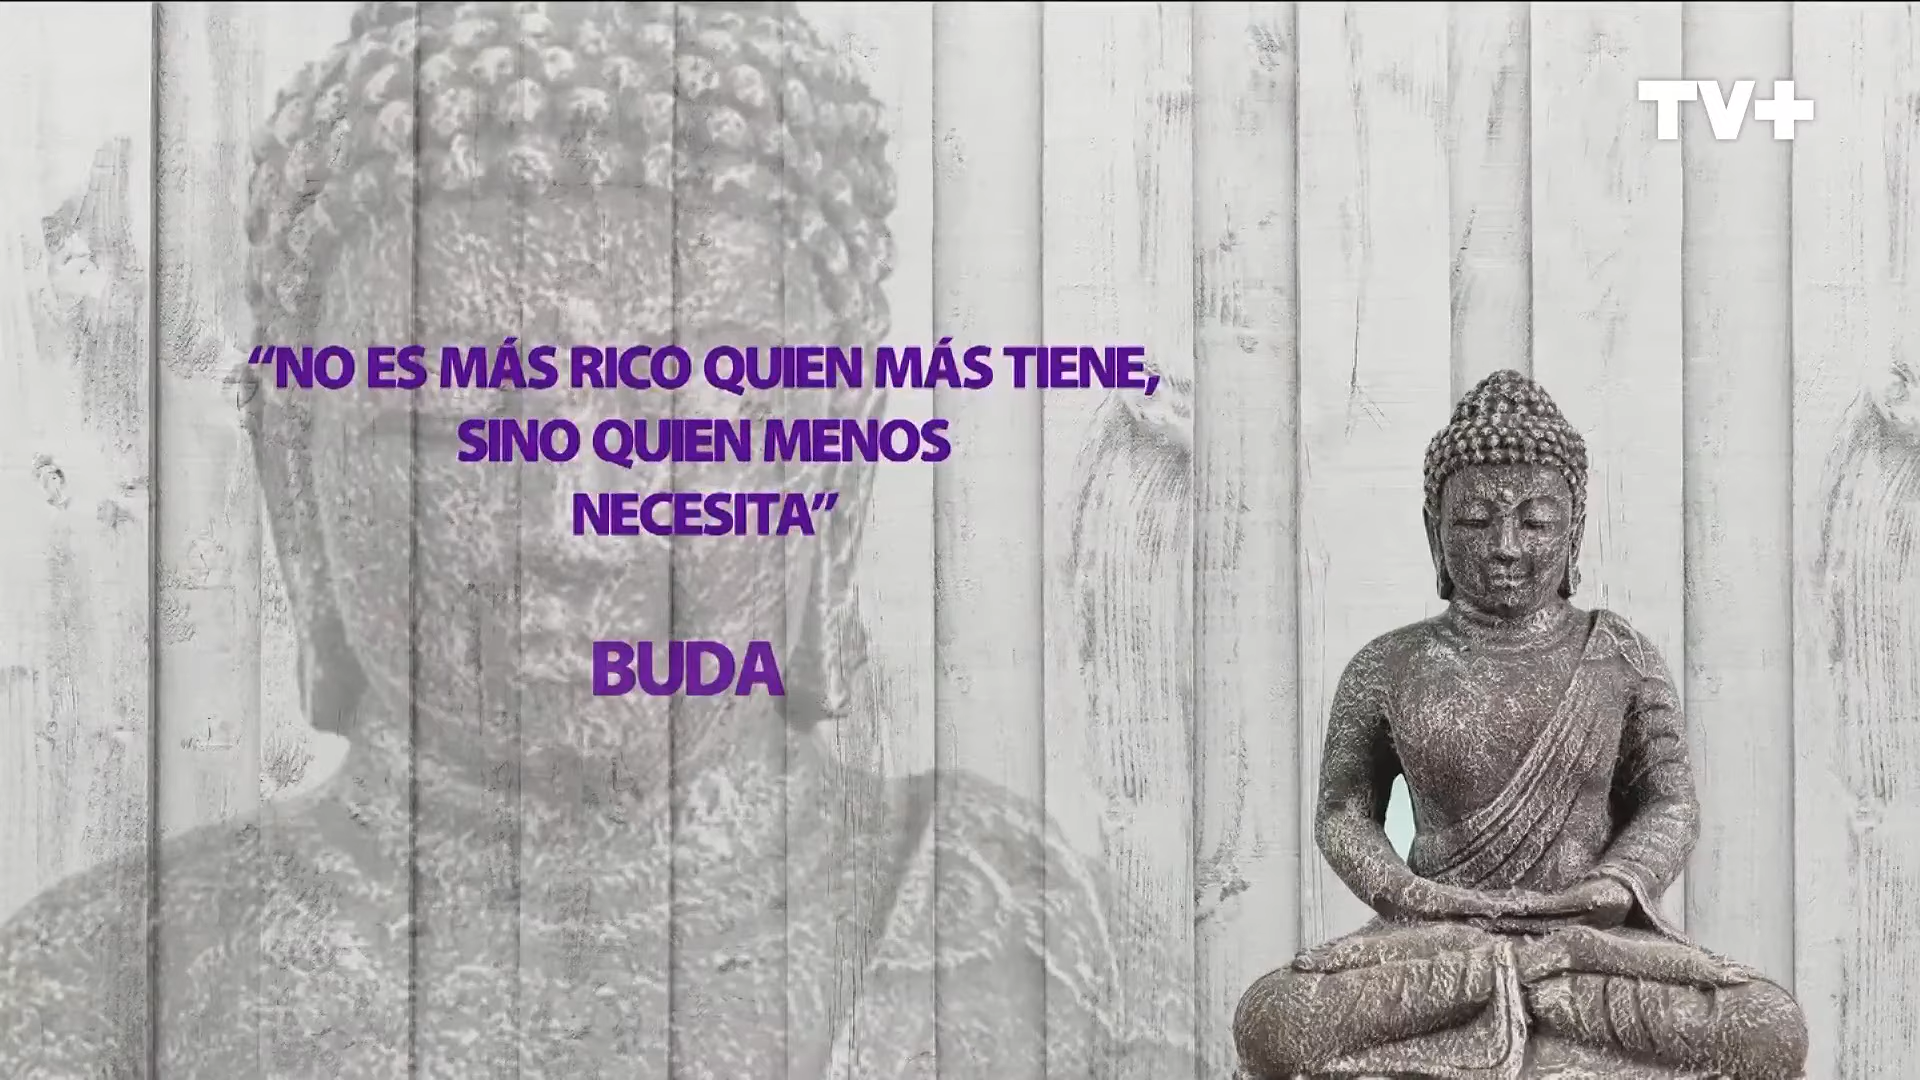 TV+
“NO ES MÁS RICO QUIEN MÁS TIENE,
SINO QUIEN MENOS
NECESITA”
BUDA